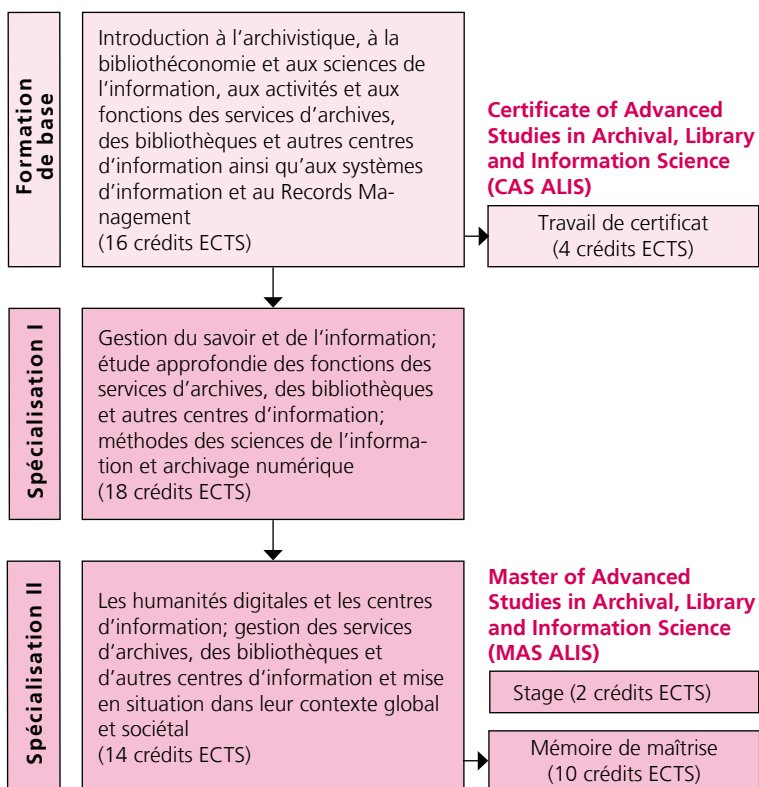 Formation
de base
Introduction à l'archivistique, à la
bibliothéconomie et aux sciences de
l'information, aux activités et aux
fonctions des services d'archives,
des bibliothèques et autres centres
d'information ainsi qu'aux systèmes
d'information et au Records Ma-
nagement
(16 crédits ECTS)
Certificate of Advanced
Studies in Archival, Library
and Information Science
(CAS ALIS)
Travail de certificat
(4 crédits ECTS)
Spécialisation I
Gestion du savoir et de l'information;
étude approfondie des fonctions des
services d'archives, des bibliothèques
et autres centres d'information;
méthodes des sciences de l'informa-
tion et archivage numérique
(18 crédits ECTS)
Spécialisation II
Les humanités digitales et les centres
d'information; gestion des services
d'archives, des bibliothèques et
d'autres centres d'information et mise
en situation dans leur contexte global
et sociétal
(14 crédits ECTS)
Master of Advanced
Studies in Archival, Library
and Information Science
(MAS ALIS)
Stage (2 crédits ECTS)
Mémoire de maîtrise
(10 crédits ECTS)